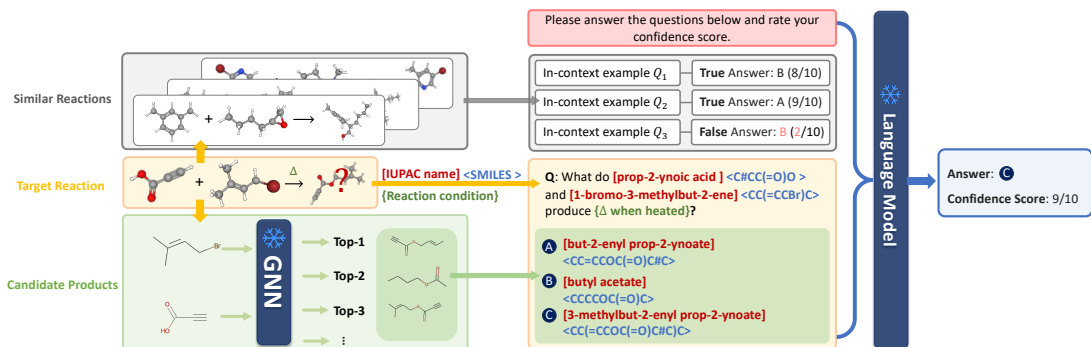 Please answer the questions below and rate your
confidence score.
Similar Reactions
+
In-context example Q1
True Answer: B (8/10)
In-context example Q2
True Answer: A (9/10)
In-context example Q3
False Answer: B (2/10)
Language Model
Target Reaction
+
Δ
?
[IUPAC name] <SMILES >
{Reaction condition}
Q: What do [prop-2-ynoic acid ] <C#CC(=O)O >
and [1-bromo-3-methylbut-2-ene] <CC(=CCBr)C>
produce {Δ when heated}?
Answer: C
Confidence Score: 9/10
Candidate Products
Br
O
HO
GNN
Top-1
Top-2
Top-3
⋮
A [but-2-enyl prop-2-ynoate]
<CC=CCOC(=O)C#C>
B [butyl acetate]
<CCCCOC(=O)C>
C [3-methylbut-2-enyl prop-2-ynoate]
<CC(=CCOC(=O)C#C)C>